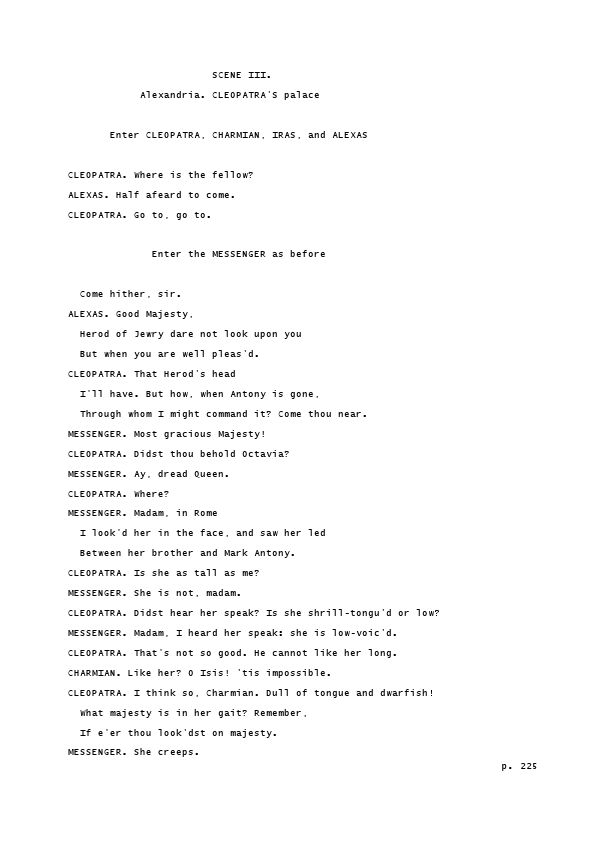 SCENE III.
Alexandria. CLEOPATRA'S palace
Enter CLEOPATRA, CHARMIAN, IRAS, and ALEXAS
CLEOPATRA. Where is the fellow?
ALEXAS. Half afeard to come.
CLEOPATRA. Go to, go to.
Enter the MESSENGER as before
Come hither, sir.
ALEXAS. Good Majesty,
Herod of Jewry dare not look upon you
But when you are well pleas'd.
CLEOPATRA. That Herod's head
I'll have. But how, when Antony is gone,
Through whom I might command it? Come thou near.
MESSENGER. Most gracious Majesty!
CLEOPATRA. Didst thou behold Octavia?
MESSENGER. Ay, dread Queen.
CLEOPATRA. Where?
MESSENGER. Madam, in Rome
I look'd her in the face, and saw her led
Between her brother and Mark Antony.
CLEOPATRA. Is she as tall as me?
MESSENGER. She is not, madam.
CLEOPATRA. Didst hear her speak? Is she shrill-tongu'd or low?
MESSENGER. Madam, I heard her speak: she is low-voic'd.
CLEOPATRA. That's not so good. He cannot like her long.
CHARMIAN. Like her? O Isis! 'tis impossible.
CLEOPATRA. I think so, Charmian. Dull of tongue and dwarfish!
What majesty is in her gait? Remember,
If e'er thou look'dst on majesty.
MESSENGER. She creeps.
p. 225